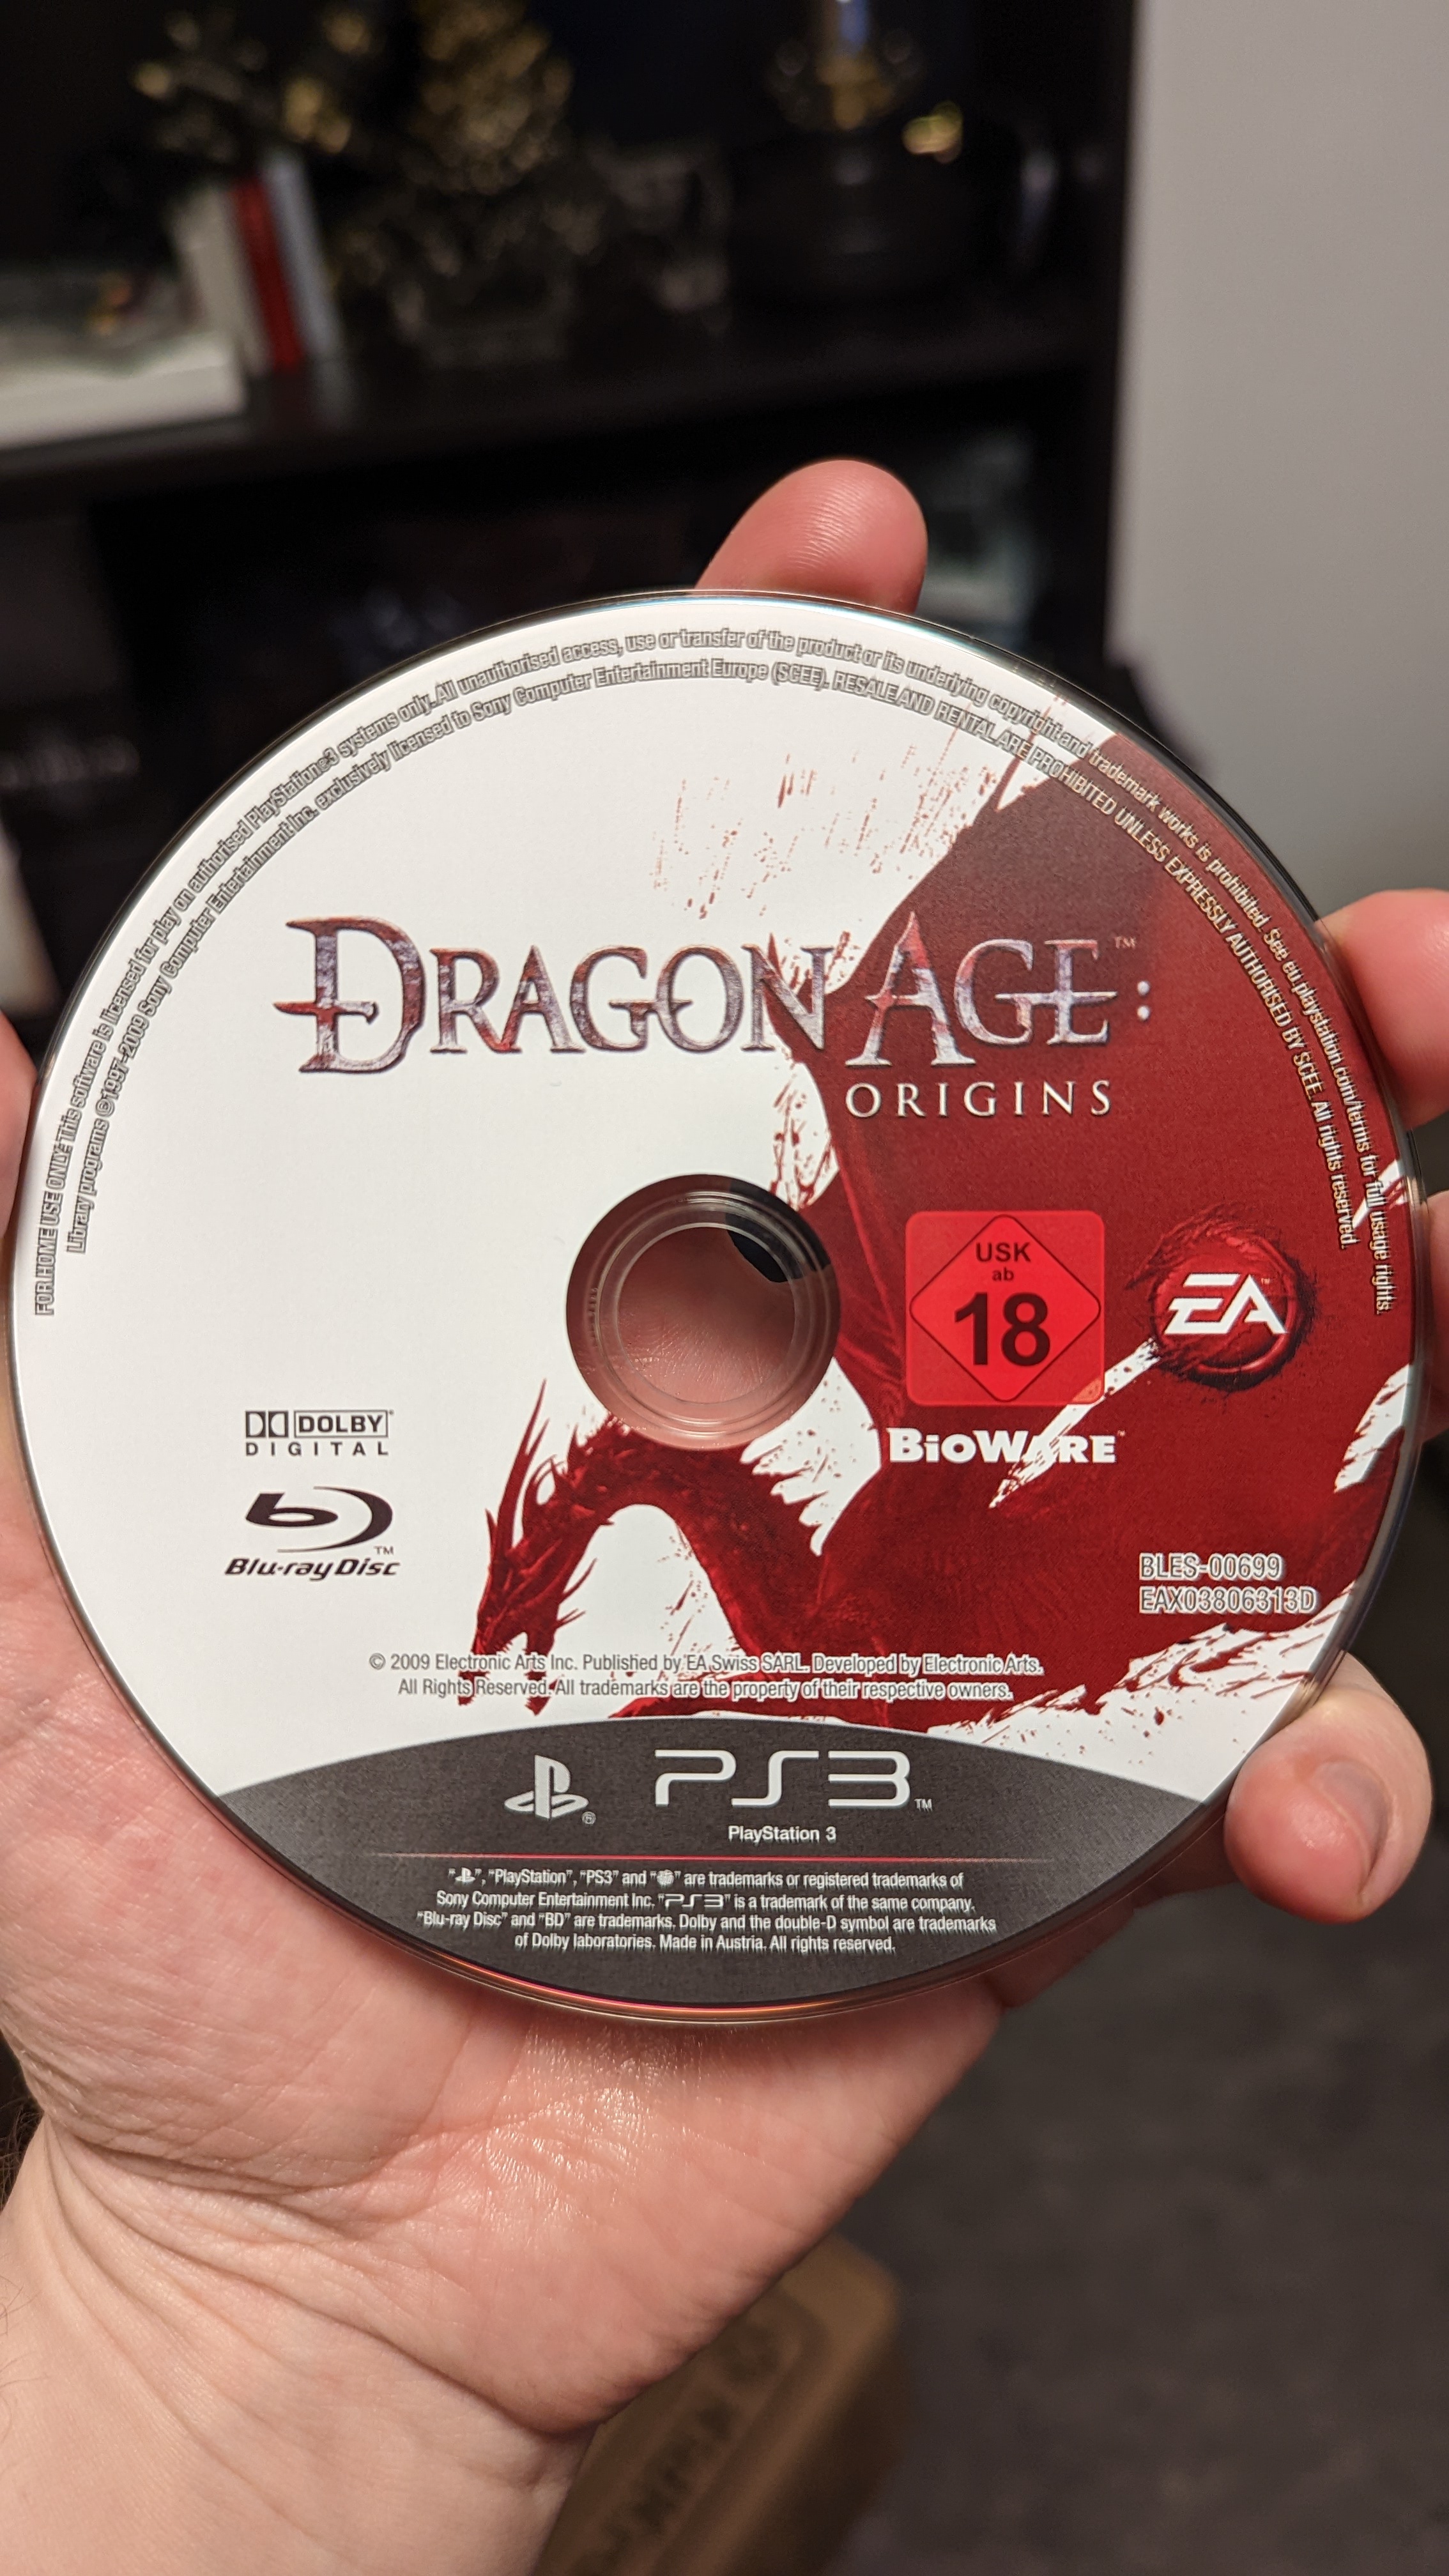 FOR HOME USE ONLY: This software is licensed for play on authorised PlayStation®3 systems only. All unauthorised access, use or transfer of the product or its underlying copyright and trademark works is prohibited. See eu.playstation.com/terms for full usage rights.
Library programs ©1997-2009 Sony Computer Entertainment Inc. exclusively licensed to Sony Computer Entertainment Europe (SCEE). RESALE AND RENTAL ARE PROHIBITED UNLESS EXPRESSLY AUTHORISED BY SCEE. All rights reserved.
DRAGON AGE™:
ORIGINS
USK
ab
18
EA™
BIOWARE™
DOLBY®
DIGITAL
Blu-ray Disc™
BLES-00699
EAX03806313D
© 2009 Electronic Arts Inc. Published by EA Swiss SARL. Developed by Electronic Arts.
All Rights Reserved. All trademarks are the property of their respective owners.
PS3™
PlayStation 3
"", "PlayStation", "PS3" and "" are trademarks or registered trademarks of
Sony Computer Entertainment Inc. "PS3" is a trademark of the same company.
"Blu-ray Disc" and "BD" are trademarks. Dolby and the double-D symbol are trademarks
of Dolby laboratories. Made in Austria. All rights reserved.